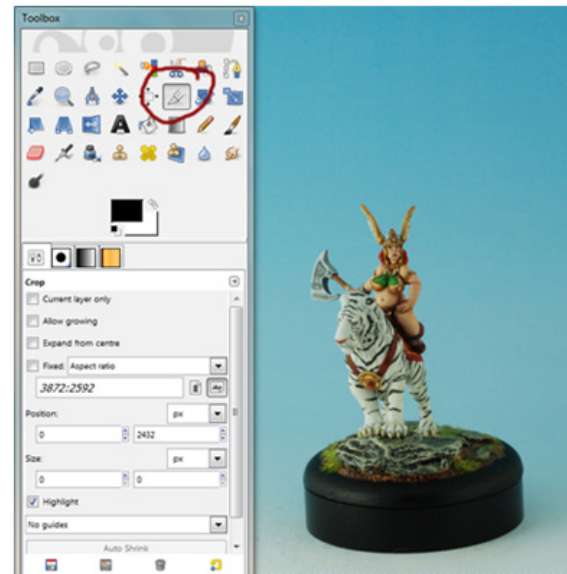 Toolbox
A
Crop
Current layer only
Allow growing
Expand from centre
Fixed: Aspect ratio
3872:2592
Position: px
0 2432
Size: px
0 0
Highlight
No guides
Auto Shrink